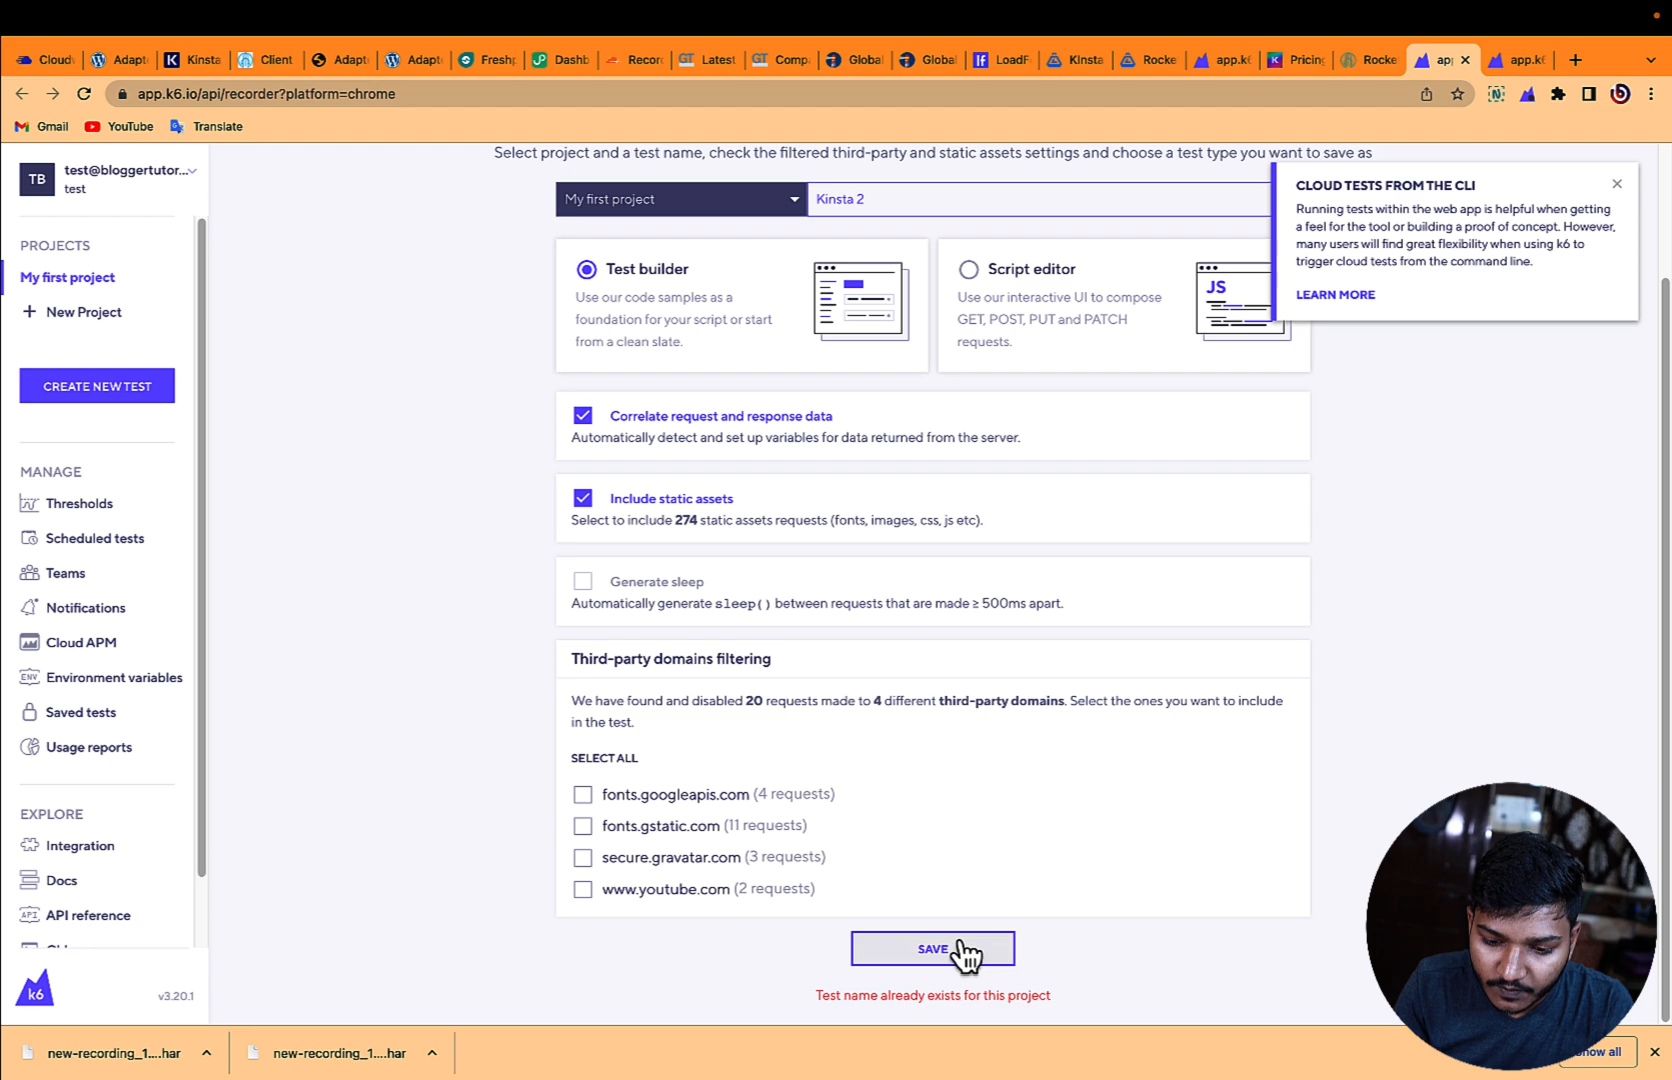 Cloudv
Adapt
Kinsta
Client
Adapt
Adapt
Freshp
Dashb
Recor
GT Latest
GT Comp
Global
Global
lf LoadF
KInsta
Rocke
app.k6
Pricing
Rocke
ap
app.k6
app.k6.io/api/recorder?platform=chrome
Gmail
YouTube
Translate
TB
test@bloggertutor...
test
PROJECTS
My first project
New Project
CREATE NEW TEST
MANAGE
Thresholds
Scheduled tests
Teams
Notifications
Cloud APM
ENV Environment variables
Saved tests
Usage reports
EXPLORE
Integration
Docs
API API reference
k6
v3.20.1
Select project and a test name, check the filtered third-party and static assets settings and choose a test type you want to save as
My first project
Kinsta 2
Test builder
Use our code samples as a
foundation for your script or start
from a clean slate.
Script editor
Use our interactive UI to compose
GET, POST, PUT and PATCH
requests.
JS
CLOUD TESTS FROM THE CLI
Running tests within the web app is helpful when getting
a feel for the tool or building a proof of concept. However,
many users will find great flexibility when using k6 to
trigger cloud tests from the command line.
LEARN MORE
Correlate request and response data
Automatically detect and set up variables for data returned from the server.
Include static assets
Select to include 274 static assets requests (fonts, images, css, js etc).
Generate sleep
Automatically generate sleep() between requests that are made ≥ 500ms apart.
Third-party domains filtering
We have found and disabled 20 requests made to 4 different third-party domains. Select the ones you want to include
in the test.
SELECT ALL
fonts.googleapis.com (4 requests)
fonts.gstatic.com (11 requests)
secure.gravatar.com (3 requests)
www.youtube.com (2 requests)
SAVE
Test name already exists for this project
new-recording_1....har
new-recording_1....har
how all